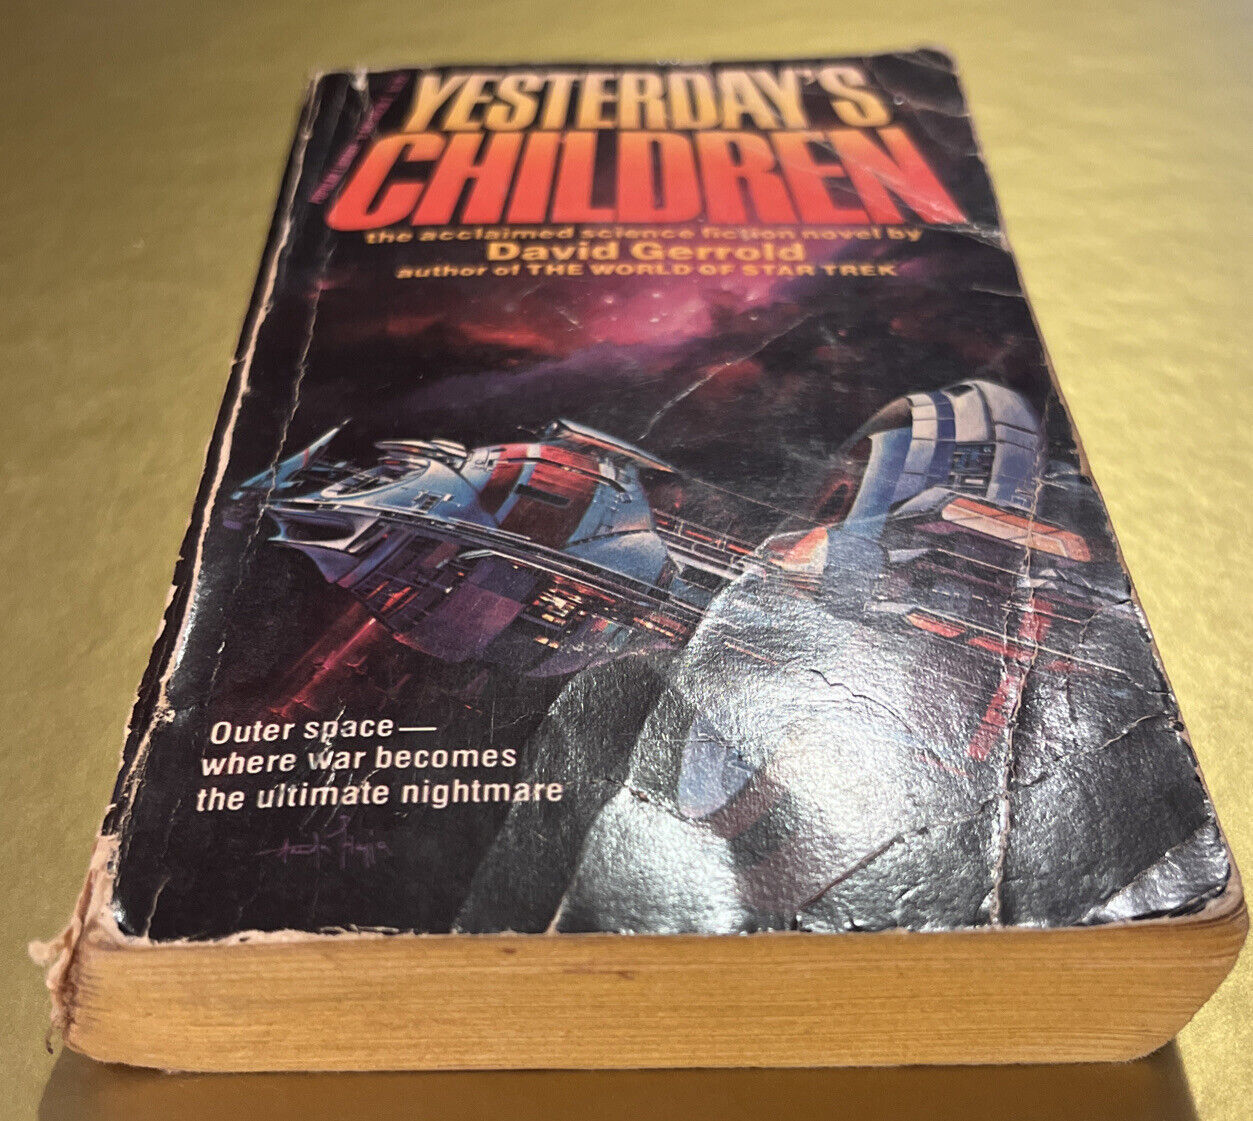 YESTERDAY'S
CHILDREN
the acclaimed science fiction novel by
David Gerrold
author of THE WORLD OF STAR TREK
Outer space—
where war becomes
the ultimate nightmare